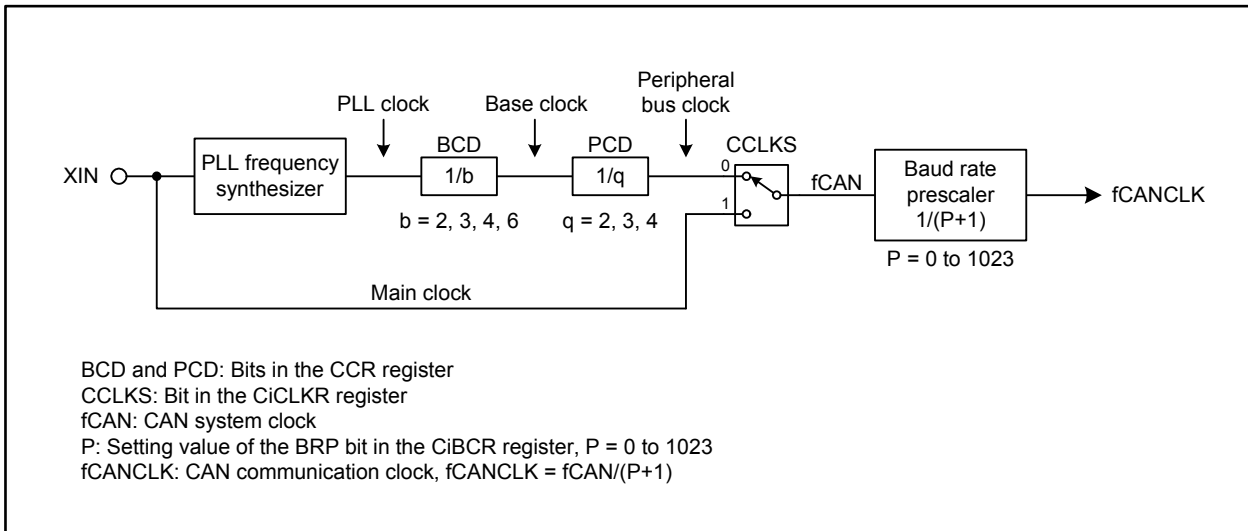 Peripheral
bus clock
PLL clock
Base clock
BCD
PCD
CCLKS
XIN
PLL frequency
synthesizer
1/b
1/q
0
1
fCAN
Baud rate
prescaler
1/(P+1)
fCANCLK
b = 2, 3, 4, 6
q = 2, 3, 4
P = 0 to 1023
Main clock
BCD and PCD: Bits in the CCR register
CCLKS: Bit in the CiCLKR register
fCAN: CAN system clock
P: Setting value of the BRP bit in the CiBCR register, P = 0 to 1023
fCANCLK: CAN communication clock, fCANCLK = fCAN/(P+1)